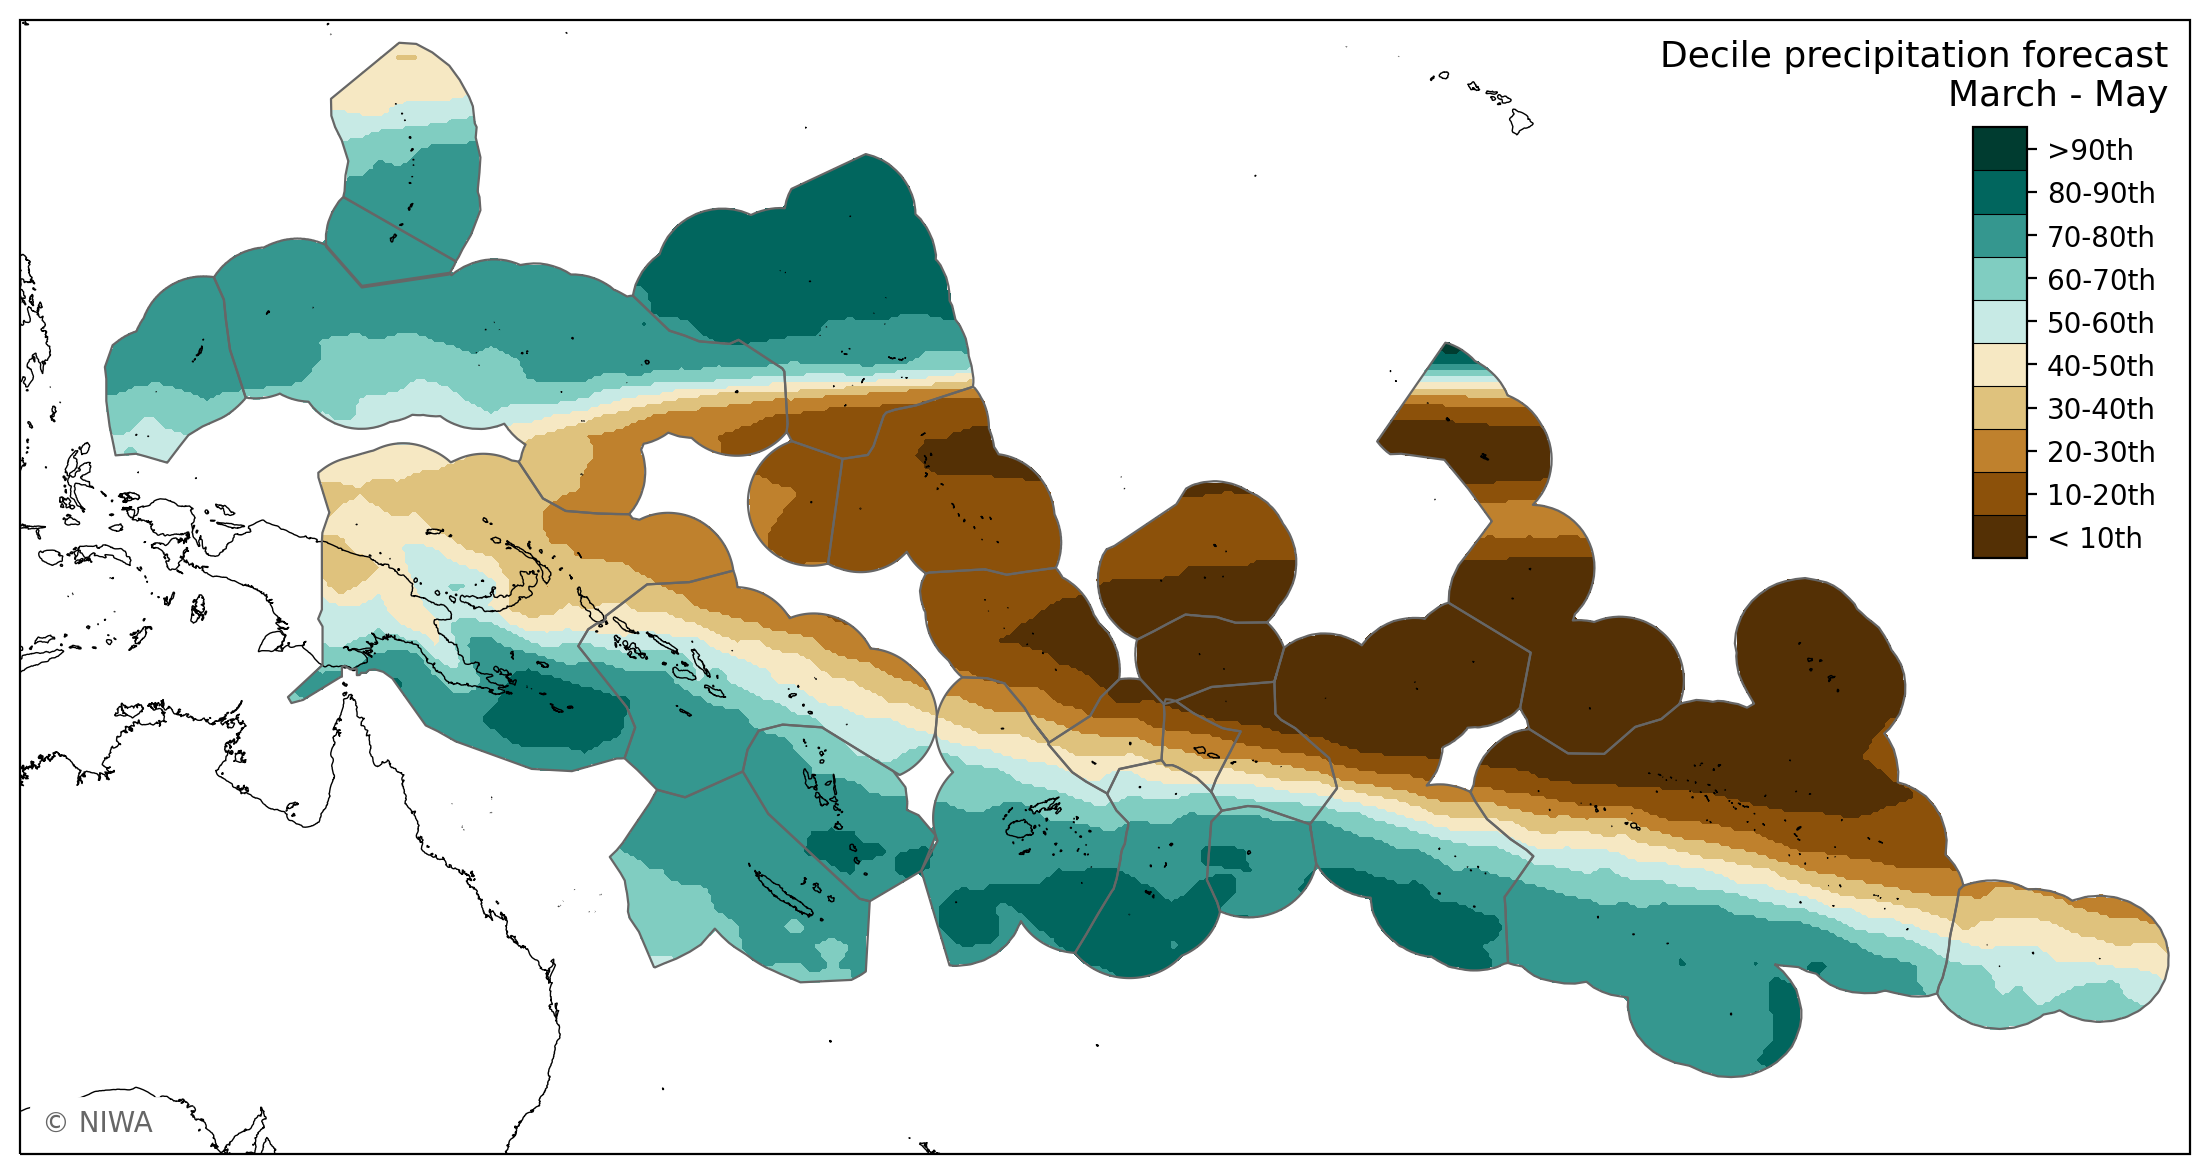 Decile precipitation forecast
March - May
>90th
80-90th
70-80th
60-70th
50-60th
40-50th
30-40th
20-30th
10-20th
< 10th
© NIWA